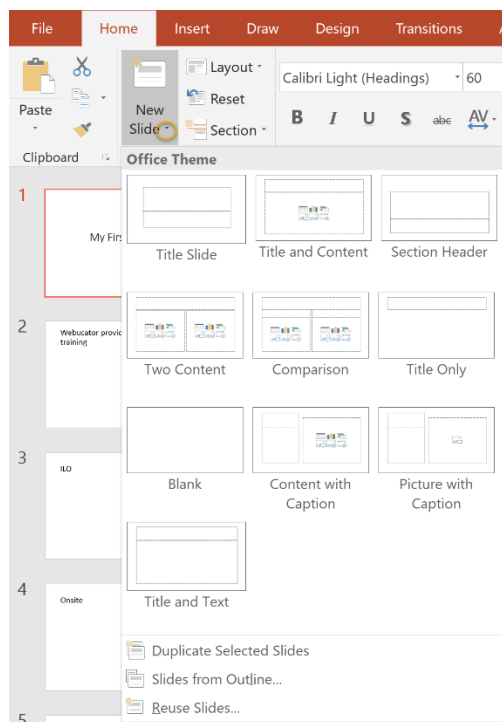 File Home Insert Draw Design Transitions
Paste
Clipboard
New
Slide
Layout
Reset
Section
Calibri Light (Headings) 60
B I U S abc AV
Office Theme
Title Slide
Title and Content
Section Header
Two Content
Comparison
Title Only
Blank
Content with
Caption
Picture with
Caption
Title and Text
Duplicate Selected Slides
Slides from Outline...
Reuse Slides...
1
My Firs
2
Webucator provid
training
3
ILO
4
Onsite
5